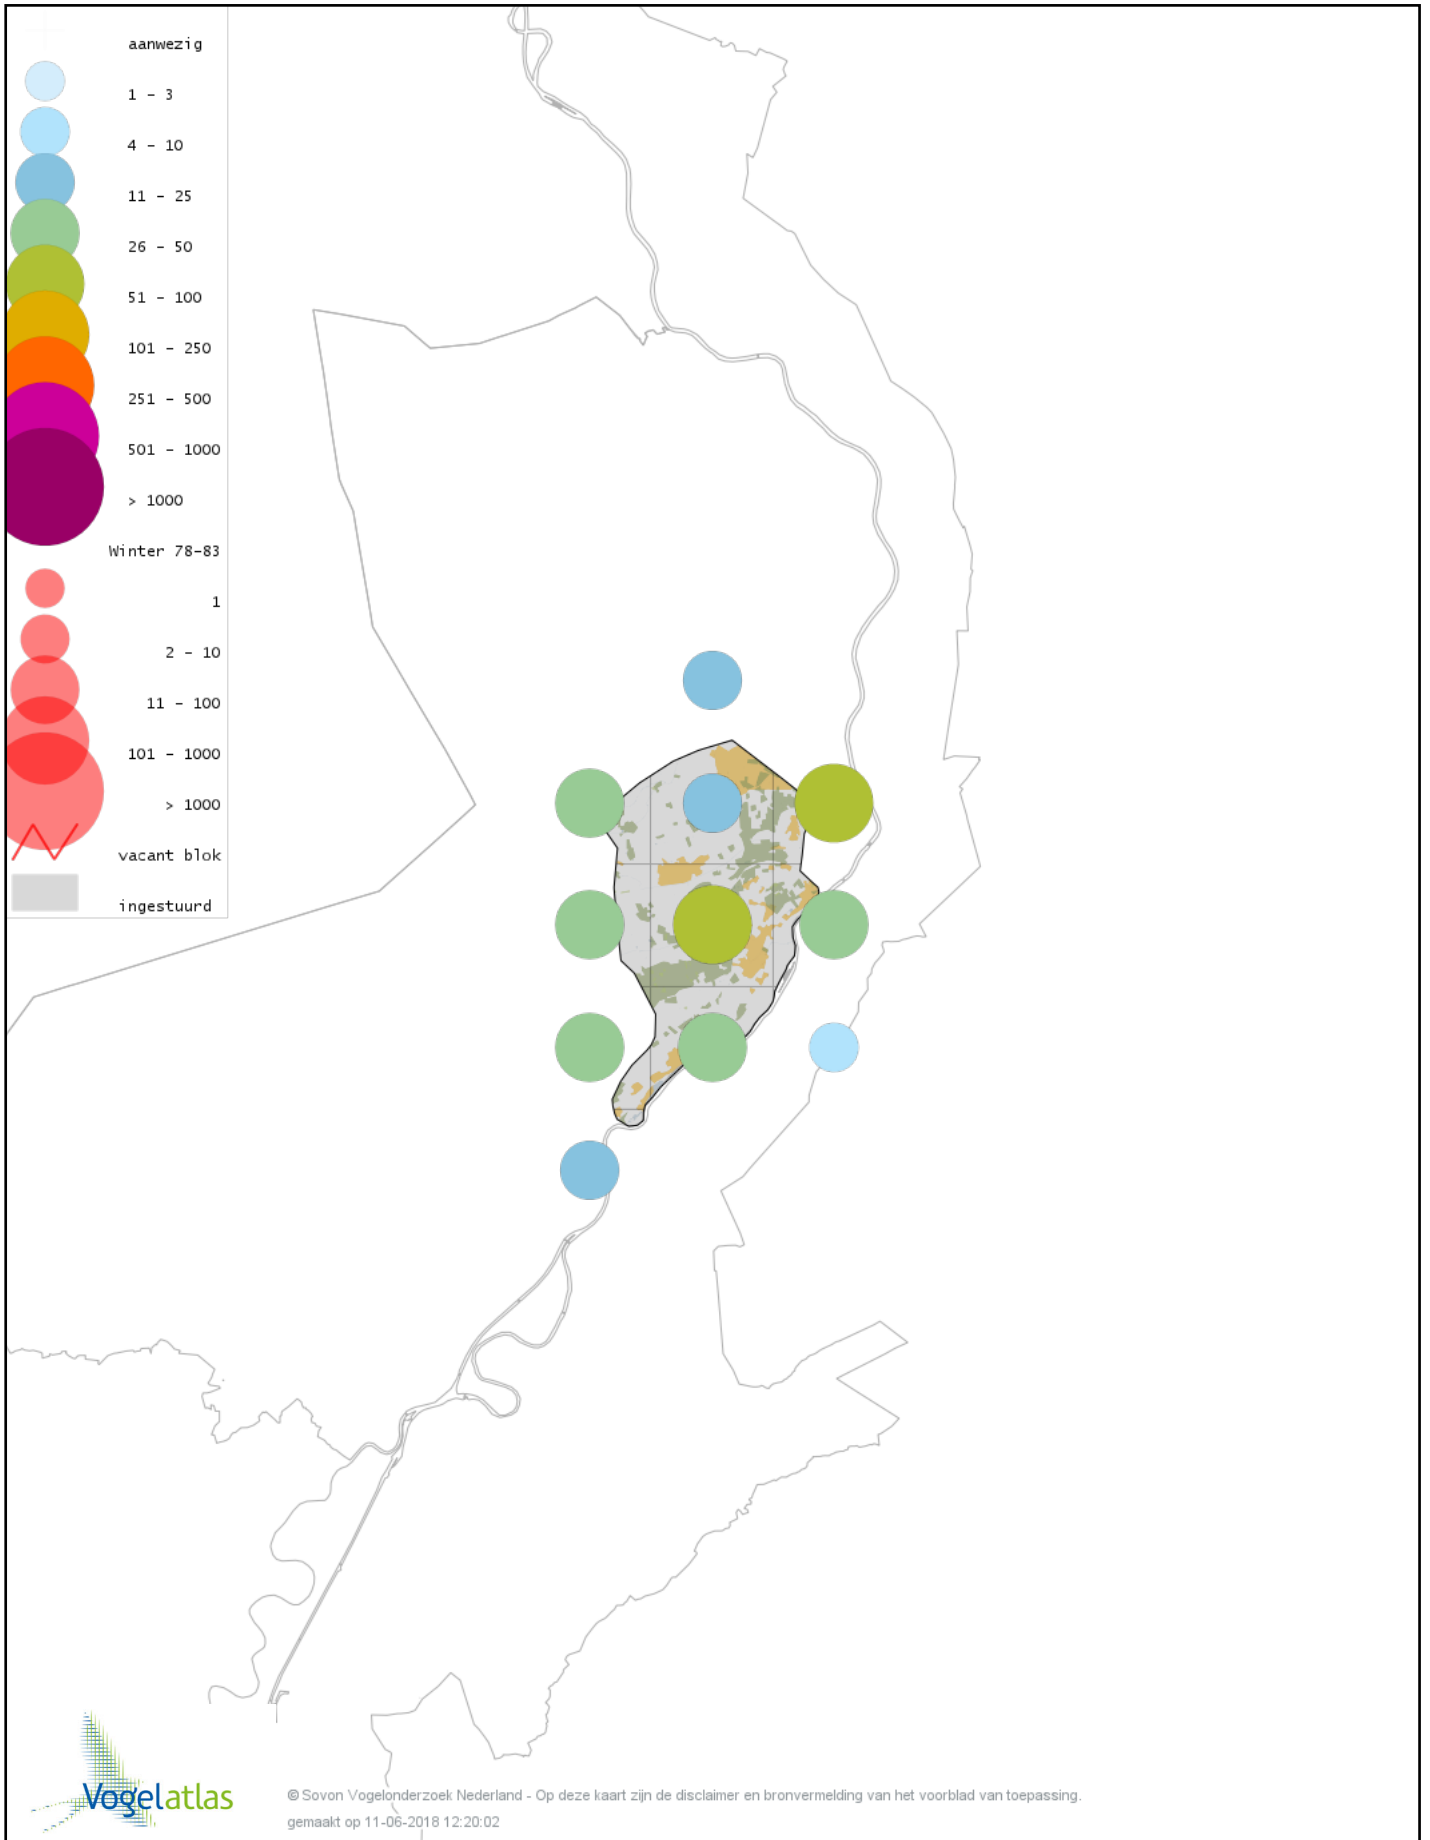 aanwezig
1 - 3
4 - 10
11 - 25
26 - 50
51 - 100
101 - 250
251 - 500
501 - 1000
> 1000
Winter 78-83
1
2 - 10
11 - 100
101 - 1000
> 1000
vacant blok
ingestuurd
Vogelatlas
© Sovon Vogelonderzoek Nederland - Op deze kaart zijn de disclaimer en bronvermelding van het voorblad van toepassing.
gemaakt op 11-06-2018 12:20:02